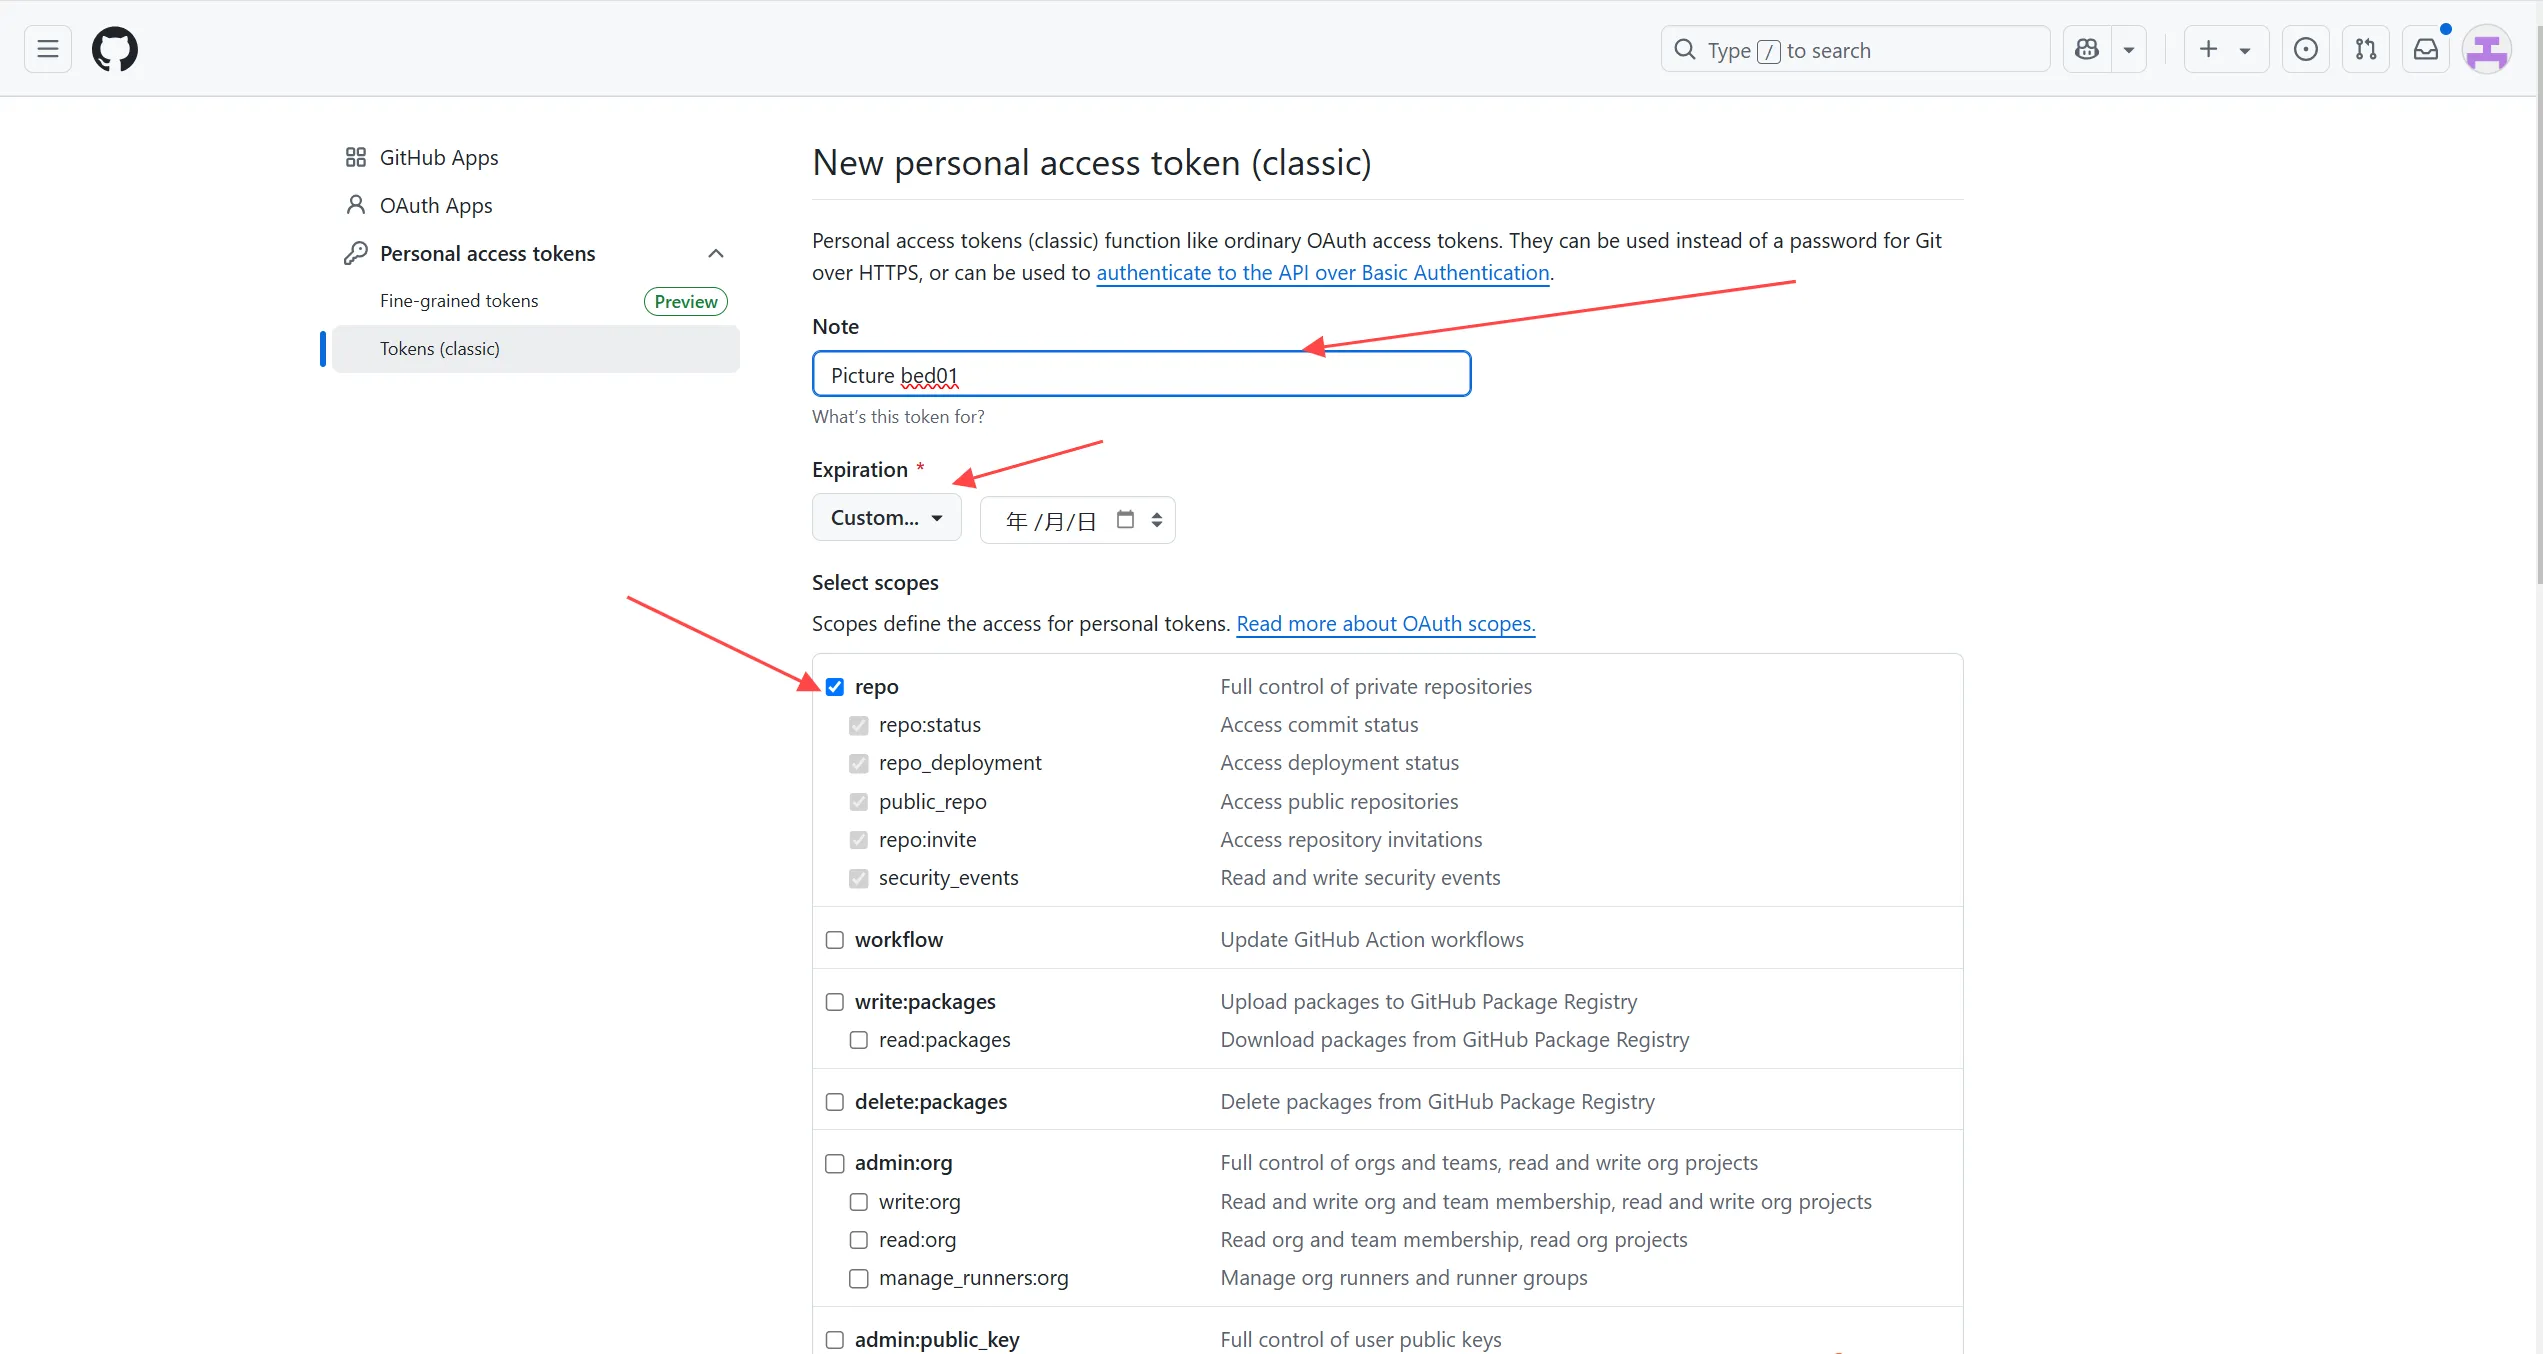 Type / to search
GitHub Apps
OAuth Apps
Personal access tokens
Fine-grained tokens Preview
Tokens (classic)
New personal access token (classic)
Personal access tokens (classic) function like ordinary OAuth access tokens. They can be used instead of a password for Git
over HTTPS, or can be used to authenticate to the API over Basic Authentication.
Note
Picture bed01
What's this token for?
Expiration *
Custom... 年 /月/日
Select scopes
Scopes define the access for personal tokens. Read more about OAuth scopes.
repo Full control of private repositories
repo:status Access commit status
repo_deployment Access deployment status
public_repo Access public repositories
repo:invite Access repository invitations
security_events Read and write security events
workflow Update GitHub Action workflows
write:packages Upload packages to GitHub Package Registry
read:packages Download packages from GitHub Package Registry
delete:packages Delete packages from GitHub Package Registry
admin:org Full control of orgs and teams, read and write org projects
write:org Read and write org and team membership, read and write org projects
read:org Read org and team membership, read org projects
manage_runners:org Manage org runners and runner groups
admin:public_key Full control of user public keys